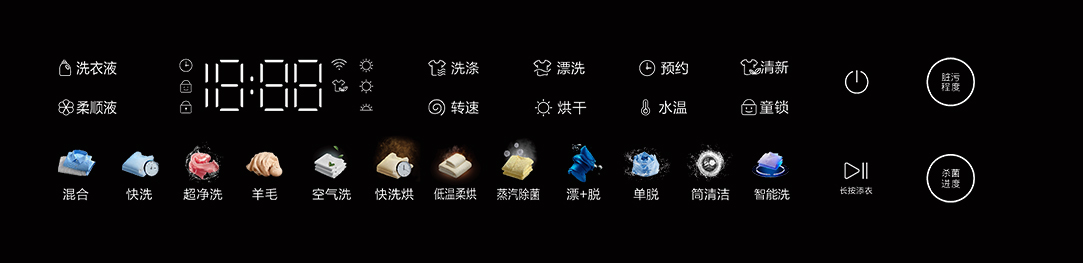 洗衣液
18:88
洗涤
漂洗
预约
清新
脏污
程度
柔顺液
转速
烘干
水温
童锁
混合
快洗
超净洗
羊毛
空气洗
快洗烘
低温柔烘
蒸汽除菌
漂+脱
单脱
筒清洁
智能洗
长按添衣
杀菌
进度